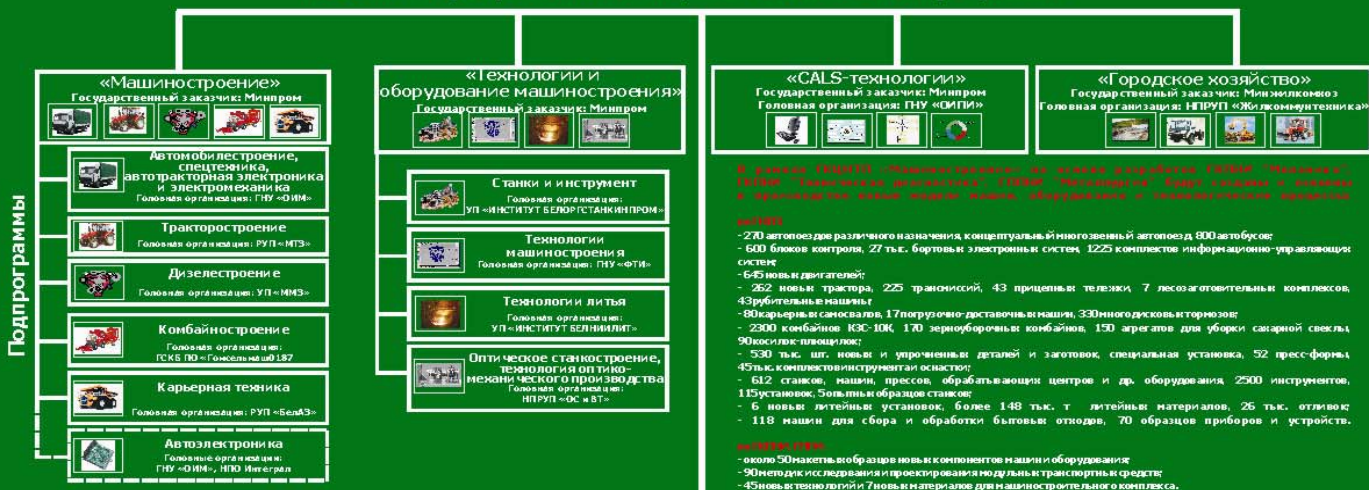 Подпрограммы
«Машиностроение»
Государственный заказчик: Минпром
Автомобилестроение,
спецтехника,
автотракторная электроника
и электромеханика
Головная организация: ГНУ «ОИМ»
Тракторостроение
Головная организация: РУП «МТЗ»
Дизелестроение
Головная организация: УП «ММЗ»
Комбайностроение
Головная организация:
ГСКБ ПО «Гомсельмаш0187
Карьерная техника
Головная организация: РУП «БелАЗ»
Автоэлектроника
Головные организации:
ГНУ «ОИМ», НПО Интеграл
«Технологии и
оборудование машиностроения»
Государственный заказчик: Минпром
Станки и инструмент
Головная организация:
УП «ИНСТИТУТ БЕЛОРГСТАНКИНПРОМ»
Технологии
машиностроения
Головная организация: ГНУ «ФТИ»
Технологии литья
Головная организация:
УП «ИНСТИТУТ БЕЛНИИЛИТ»
Оптическое станкостроение,
технология оптико-
механического производства
Головная организация:
НПРУП «ОС и ВТ»
«CALS-технологии»
Государственный заказчик: Минпром
Головная организация: ГНУ «ОИПИ»
«Городское хозяйство»
Государственный заказчик: Минжилкомхоз
Головная организация: НПРУП «Жилкоммунтехника»
- 270 автопоездов различного назначения, концептуальный многозвенный автопоезд, 800 автобусов;
- 600 блоков контроля, 27 тыс. бортовых электронных систем, 1225 комплектов информационно-управляющих
систем;
- 645 новых двигателей;
- 262 новых трактора, 225 трансмиссий, 43 прицепных тележки, 7 лесозаготовительных комплексов,
43 рубительные машины;
- 80 карьерных самосвалов, 17 погрузочно-доставочных машин, 330 многодисковых тормозов;
- 2300 комбайнов КЗС-10К, 170 зерноуборочных комбайнов, 150 агрегатов для уборки сахарной свеклы,
90 косилок-плющилок;
- 530 тыс. шт. новых и упрочненных деталей и заготовок, специальная установка, 52 пресс-формы,
45 тыс. комплектов инструмента и оснастки;
- 612 станков, машин, прессов, обрабатывающих центров и др. оборудования, 2500 инструментов,
115 установок, 5 опытных образцов станков;
- 6 новых литейных установок, более 148 тыс. т литейных материалов, 26 тыс. отливок;
- 118 машин для сбора и обработки бытовых отходов, 70 образцов приборов и устройств.
- около 50 макетных образцов новых компонентов машин и оборудования;
- 90 методик исследования и проектирования модульных транспортных средств;
- 45 новых технологий и 7 новых материалов для машиностроительного комплекса.